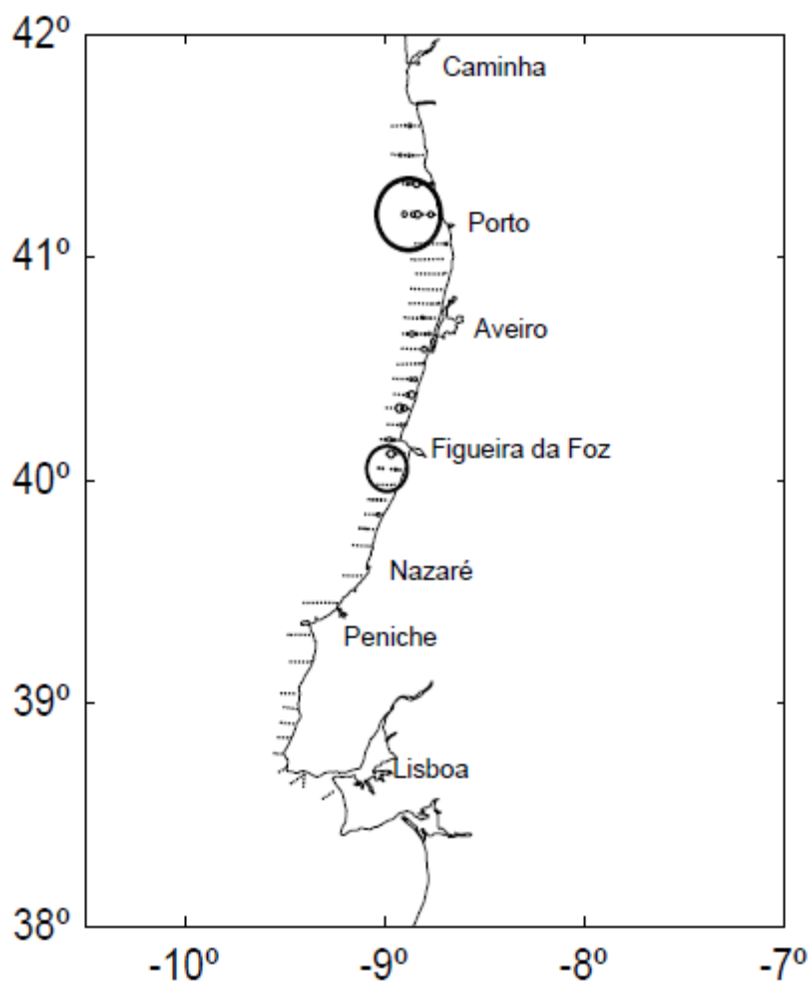 42º
Caminha
Porto
41º
Aveiro
Figueira da Foz
40º
Nazaré
Peniche
39º
Lisboa
38º
-10º -9º -8º -7º